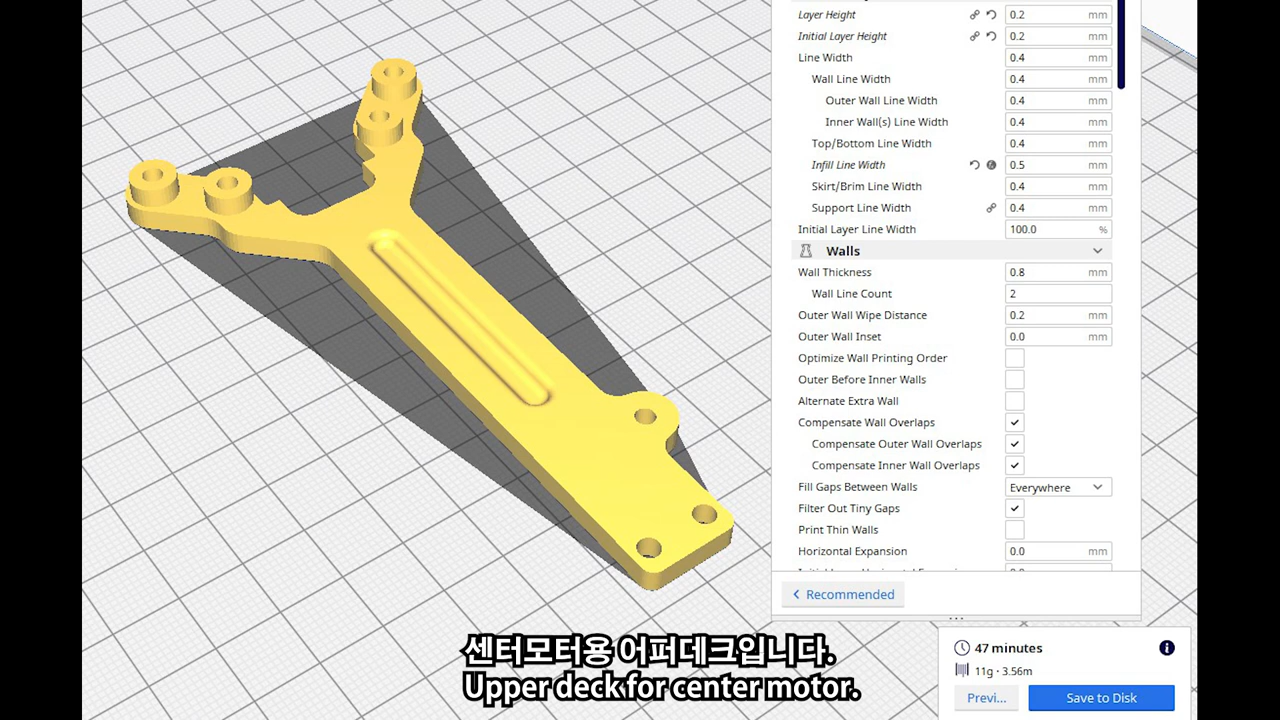 Layer Height 0.2 mm
Initial Layer Height 0.2 mm
Line Width 0.4 mm
Wall Line Width 0.4 mm
Outer Wall Line Width 0.4 mm
Inner Wall(s) Line Width 0.4 mm
Top/Bottom Line Width 0.4 mm
Infill Line Width 0.5 mm
Skirt/Brim Line Width 0.4 mm
Support Line Width 0.4 mm
Initial Layer Line Width 100.0 %
Walls
Wall Thickness 0.8 mm
Wall Line Count 2
Outer Wall Wipe Distance 0.2 mm
Outer Wall Inset 0.0 mm
Optimize Wall Printing Order
Outer Before Inner Walls
Alternate Extra Wall
Compensate Wall Overlaps
Compensate Outer Wall Overlaps
Compensate Inner Wall Overlaps
Fill Gaps Between Walls Everywhere
Filter Out Tiny Gaps
Print Thin Walls
Horizontal Expansion 0.0 mm
Recommended
47 minutes
11g · 3.56m
Previ... Save to Disk
센터모터용 어퍼데크입니다.
Upper deck for center motor.